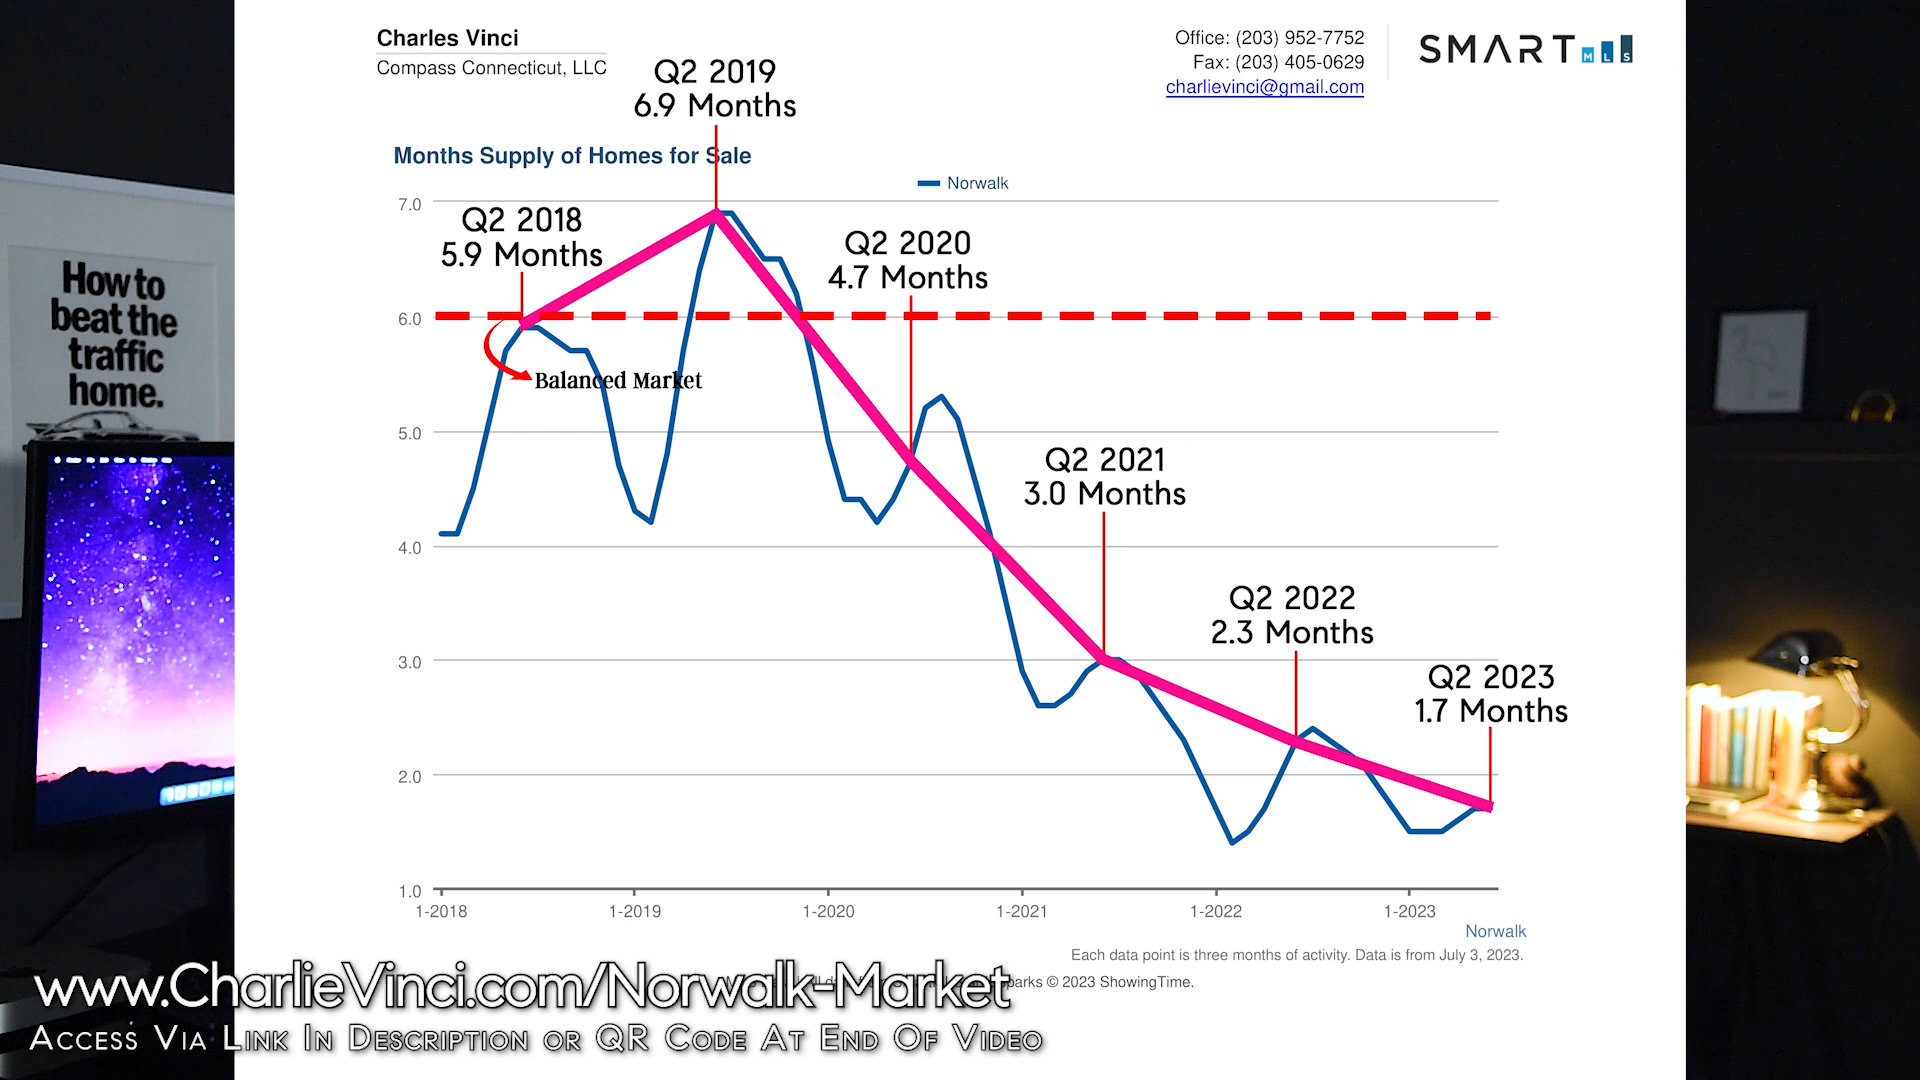 Charles Vinci
Compass Connecticut, LLC
Office: (203) 952-7752
Fax: (203) 405-0629
charlievinci@gmail.com
SMART MLS
Q2 2019
6.9 Months
Months Supply of Homes for Sale
Norwalk
7.0
6.0
5.0
4.0
3.0
2.0
1.0
Q2 2018
5.9 Months
Q2 2020
4.7 Months
Balanced Market
Q2 2021
3.0 Months
Q2 2022
2.3 Months
Q2 2023
1.7 Months
1-2018
1-2019
1-2020
1-2021
1-2022
1-2023
Norwalk
Each data point is three months of activity. Data is from July 3, 2023.
© 2023 ShowingTime.
www.CharlieVinci.com/Norwalk-Market
Access Via Link In Description or QR Code At End Of Video
How to
beat the
traffic
home.